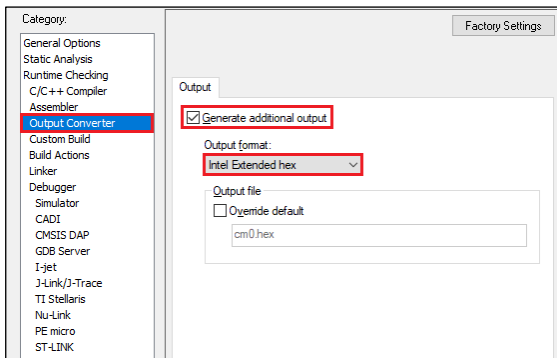 Category:
Factory Settings
General Options
Static Analysis
Runtime Checking
C/C++ Compiler
Assembler
Output Converter
Custom Build
Build Actions
Linker
Debugger
Simulator
CADI
CMSIS DAP
GDB Server
I-jet
J-Link/J-Trace
TI Stellaris
Nu-Link
PE micro
ST-LINK
Output
Generate additional output
Output format:
Intel Extended hex
Output file
Override default
cm0.hex